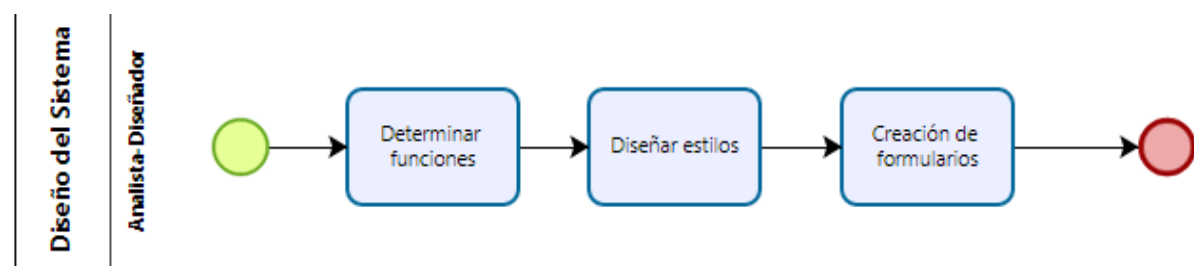 Diseño del Sistema
Analista-Diseñador
Determinar
funciones
Diseñar estilos
Creación de
formularios